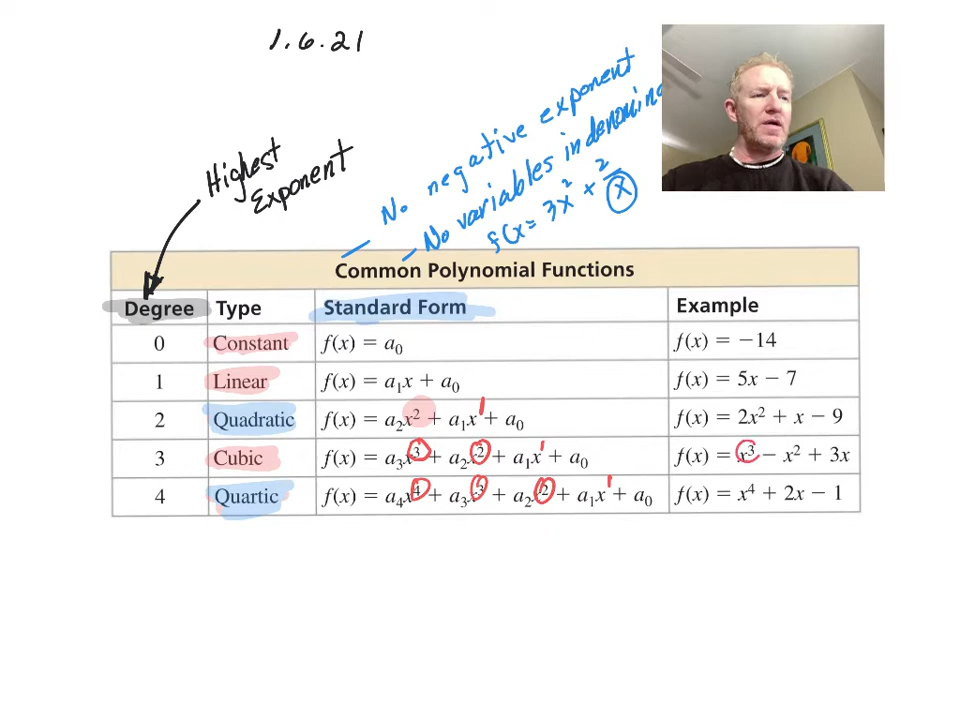 1.6.21
Highest
Exponent
No negative exponent
No variables in denomin
f(x = 3x² + 2/x
Common Polynomial Functions
Degree Type Standard Form Example
0 Constant f(x) = a₀ f(x) = −14
1 Linear f(x) = a₁x + a₀ f(x) = 5x − 7
2 Quadratic f(x) = a₂x² + a₁x¹ + a₀ f(x) = 2x² + x − 9
3 Cubic f(x) = a₃x³ + a₂x² + a₁x¹ + a₀ f(x) = x³ − x² + 3x
4 Quartic f(x) = a₄x⁴ + a₃x³ + a₂x² + a₁x¹ + a₀ f(x) = x⁴ + 2x − 1